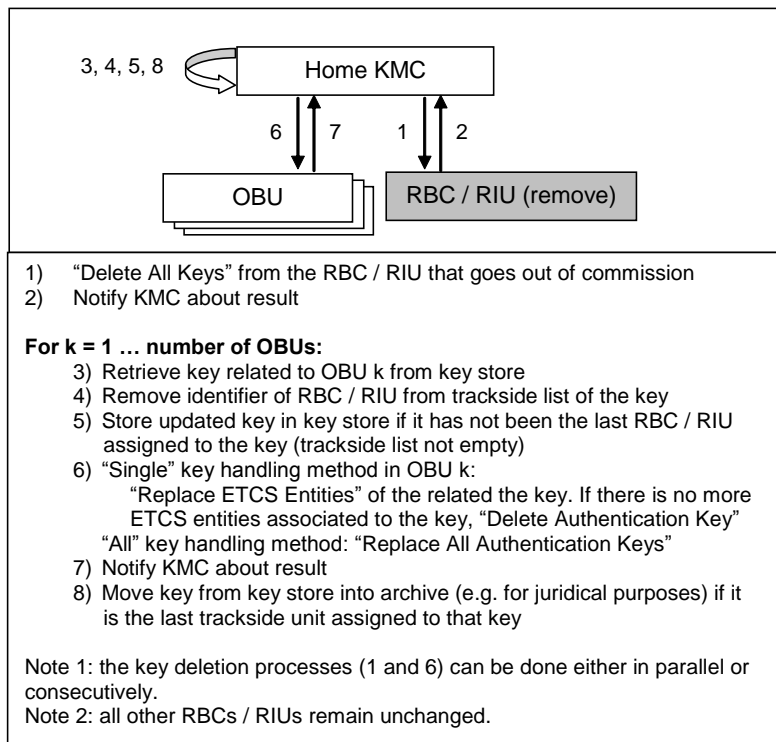 3, 4, 5, 8
Home KMC
6
7
1
2
OBU
RBC / RIU (remove)
1) “Delete All Keys” from the RBC / RIU that goes out of commission
2) Notify KMC about result
For k = 1 … number of OBUs:
3) Retrieve key related to OBU k from key store
4) Remove identifier of RBC / RIU from trackside list of the key
5) Store updated key in key store if it has not been the last RBC / RIU
assigned to the key (trackside list not empty)
6) “Single” key handling method in OBU k:
“Replace ETCS Entities” of the related the key. If there is no more
ETCS entities associated to the key, “Delete Authentication Key”
“All” key handling method: “Replace All Authentication Keys”
7) Notify KMC about result
8) Move key from key store into archive (e.g. for juridical purposes) if it
is the last trackside unit assigned to that key
Note 1: the key deletion processes (1 and 6) can be done either in parallel or
consecutively.
Note 2: all other RBCs / RIUs remain unchanged.